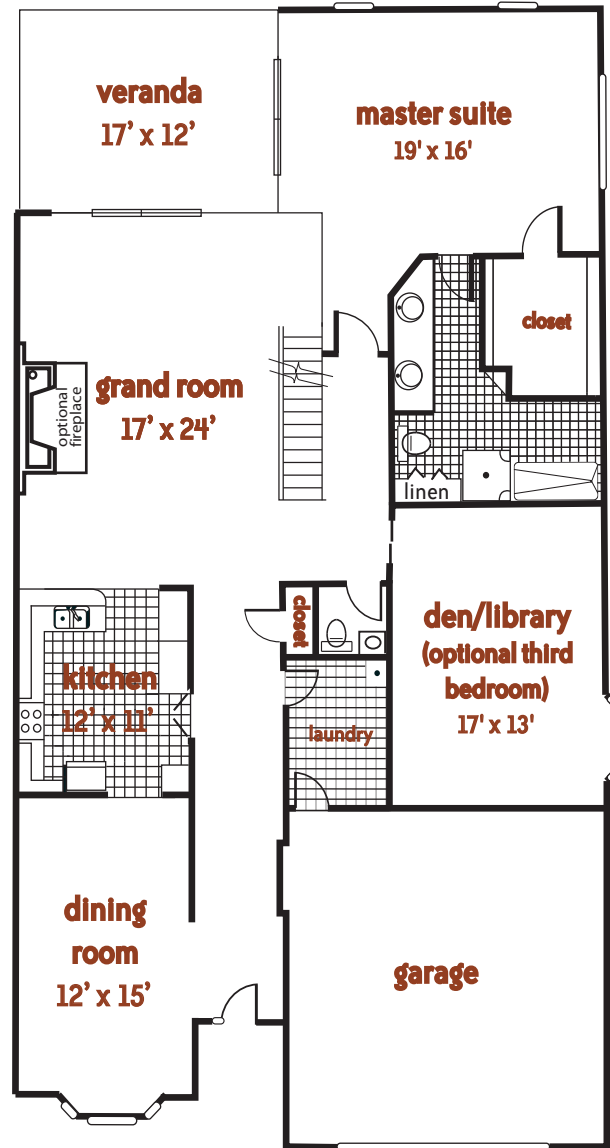 veranda
17’ x 12’
master suite
19' x 16'
closet
grand room
17’ x 24’
optional
fireplace
linen
closet
den/library
(optional third
bedroom)
17' x 13'
kitchen
12’ x 11’
laundry
dining
room
12’ x 15’
garage